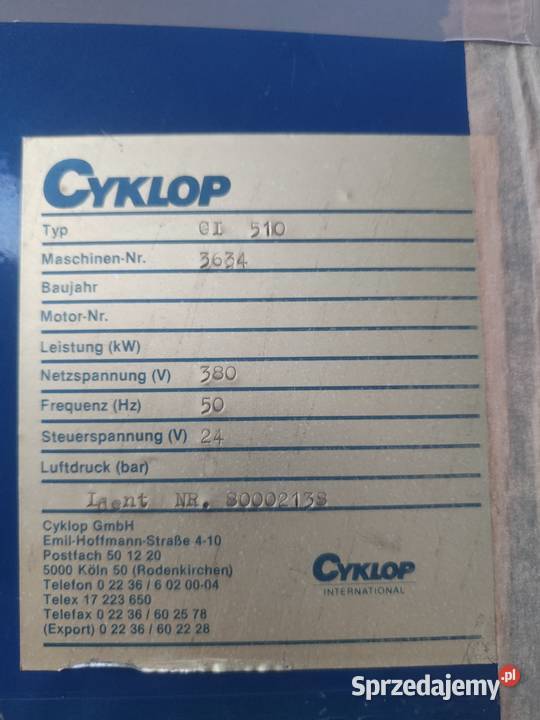 CYKLOP
Typ GL 510
Maschinen-Nr. 3634
Baujahr
Motor-Nr.
Leistung (kW)
Netzspannung (V) 380
Frequenz (Hz) 50
Steuerspannung (V) 24
Luftdruck (bar)
Ident NR. 80002138
Cyklop GmbH
Emil-Hoffmann-Straße 4-10
Postfach 50 12 20
5000 Köln 50 (Rodenkirchen)
Telefon 0 22 36 / 6 02 00-04
Telex 17 223 650
Telefax 0 22 36 / 60 25 78
(Export) 0 22 36 / 60 22 28
CYKLOP
INTERNATIONAL
Sprzedajemy.pl